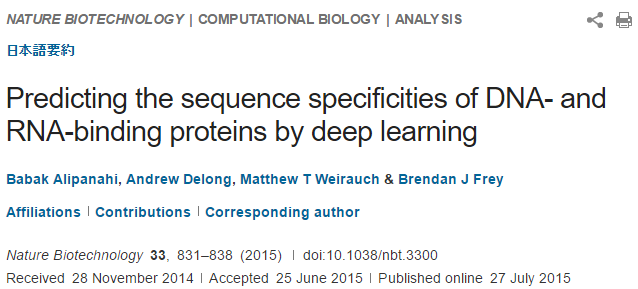 NATURE BIOTECHNOLOGY | COMPUTATIONAL BIOLOGY | ANALYSIS
日本語要約
Predicting the sequence specificities of DNA- and
RNA-binding proteins by deep learning
Babak Alipanahi, Andrew Delong, Matthew T Weirauch & Brendan J Frey
Affiliations | Contributions | Corresponding author
Nature Biotechnology 33, 831–838 (2015) | doi:10.1038/nbt.3300
Received 28 November 2014 | Accepted 25 June 2015 | Published online 27 July 2015